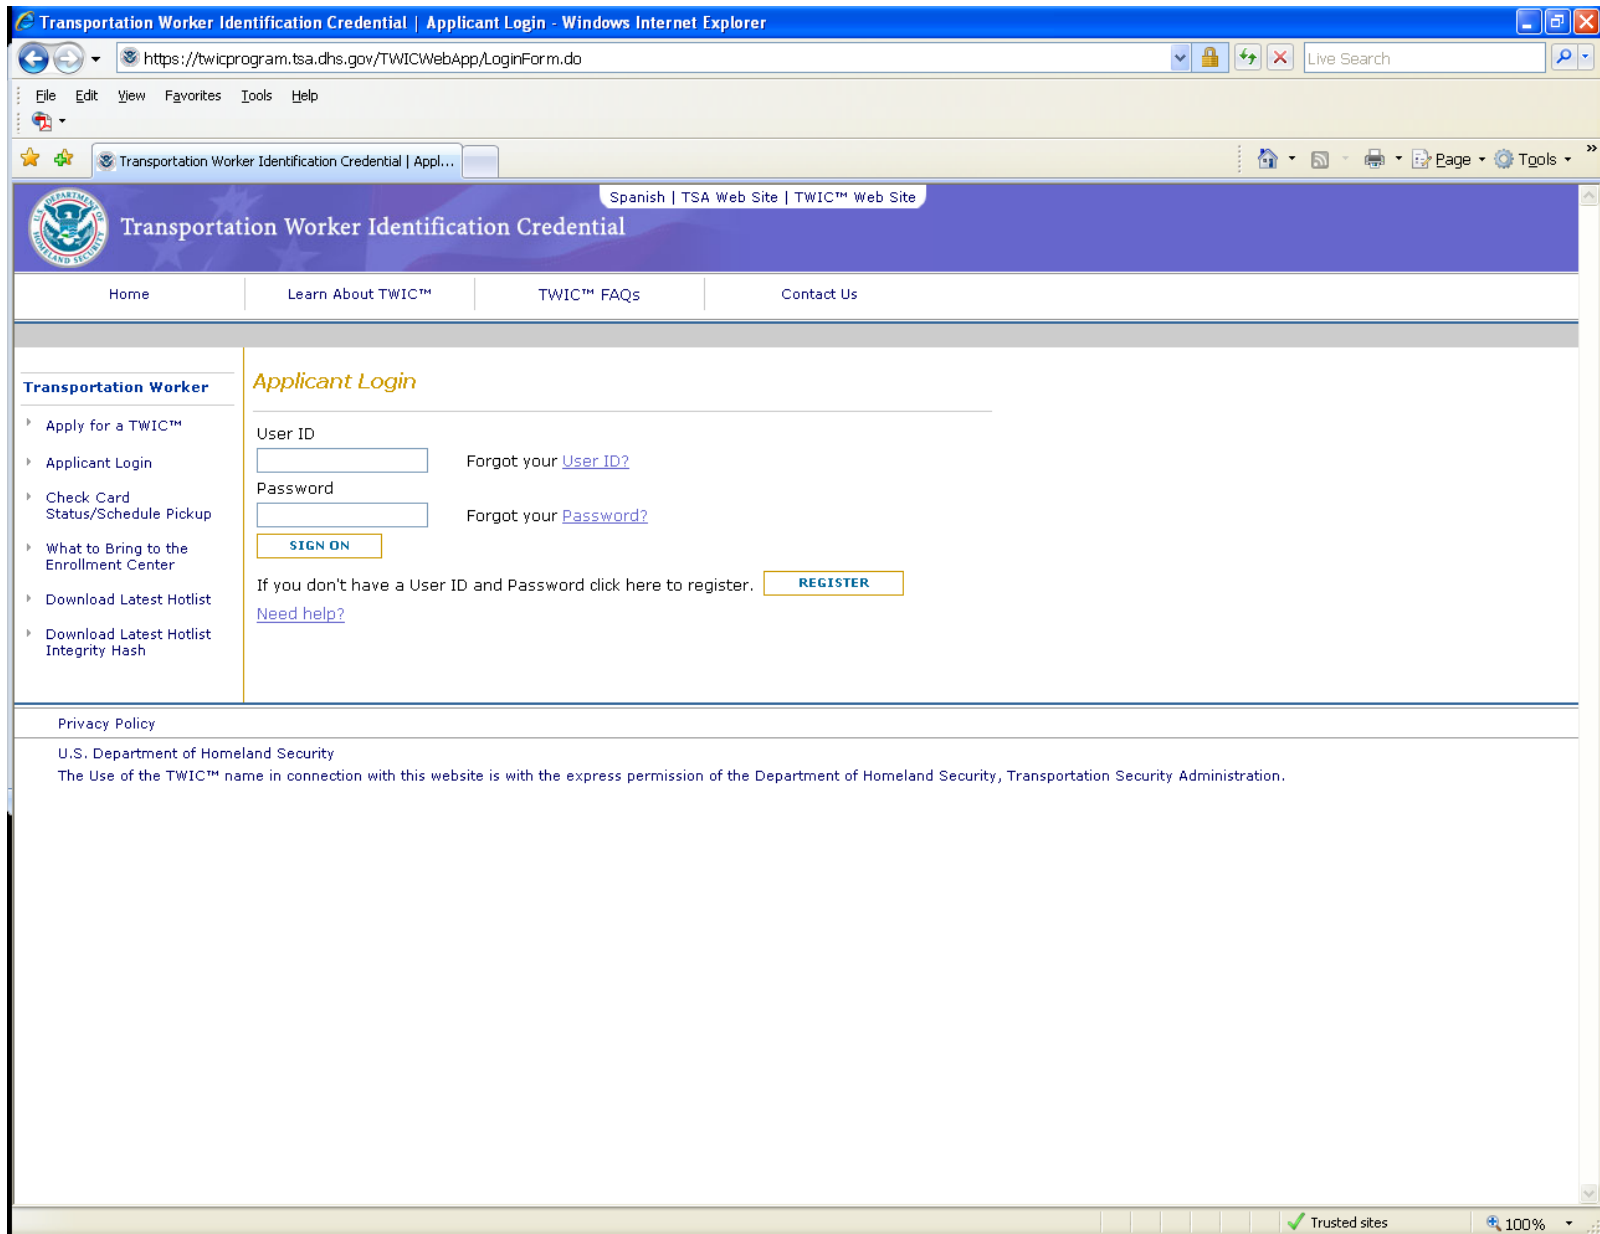 Transportation Worker Identification Credential | Applicant Login - Windows Internet Explorer
https://twicprogram.tsa.dhs.gov/TWICWebApp/LoginForm.do
Live Search
File Edit View Favorites Tools Help
Transportation Worker Identification Credential | Appl...
Page Tools »
Spanish | TSA Web Site | TWIC™ Web Site
U.S. DEPARTMENT OF HOMELAND SECURITY
Transportation Worker Identification Credential
Home Learn About TWIC™ TWIC™ FAQs Contact Us
Transportation Worker
Apply for a TWIC™
Applicant Login
Check Card
Status/Schedule Pickup
What to Bring to the
Enrollment Center
Download Latest Hotlist
Download Latest Hotlist
Integrity Hash
Applicant Login
User ID
Forgot your User ID?
Password
Forgot your Password?
SIGN ON
If you don't have a User ID and Password click here to register. REGISTER
Need help?
Privacy Policy
U.S. Department of Homeland Security
The Use of the TWIC™ name in connection with this website is with the express permission of the Department of Homeland Security, Transportation Security Administration.
Trusted sites 100%